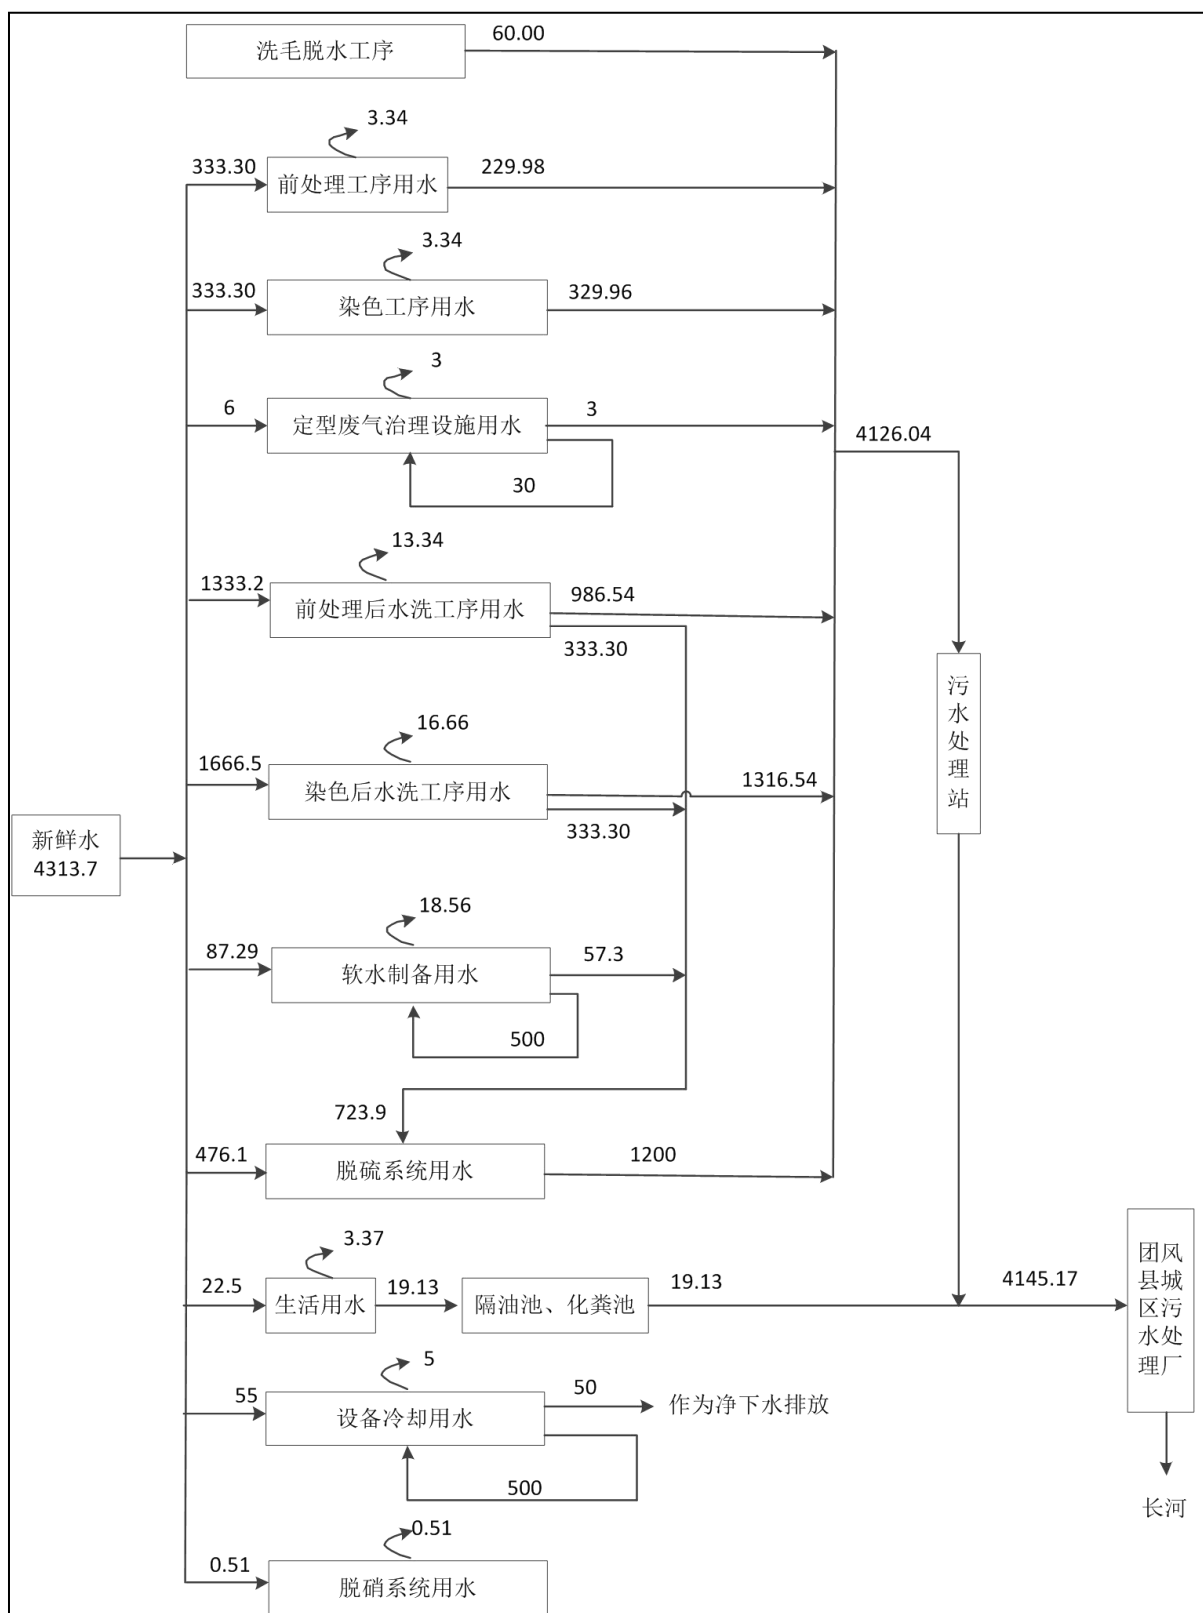 洗毛脱水工序
60.00
3.34
333.30
前处理工序用水
229.98
3.34
333.30
染色工序用水
329.96
3
6
定型废气治理设施用水
3
30
4126.04
13.34
1333.2
前处理后水洗工序用水
986.54
333.30
污水处理站
16.66
1666.5
染色后水洗工序用水
1316.54
333.30
新鲜水
4313.7
18.56
87.29
软水制备用水
57.3
500
723.9
476.1
脱硫系统用水
1200
3.37
22.5
生活用水
19.13
隔油池、化粪池
19.13
4145.17
团风
县城
区污
水处
理厂
5
55
设备冷却用水
50
作为净下水排放
500
长河
0.51
0.51
脱硝系统用水